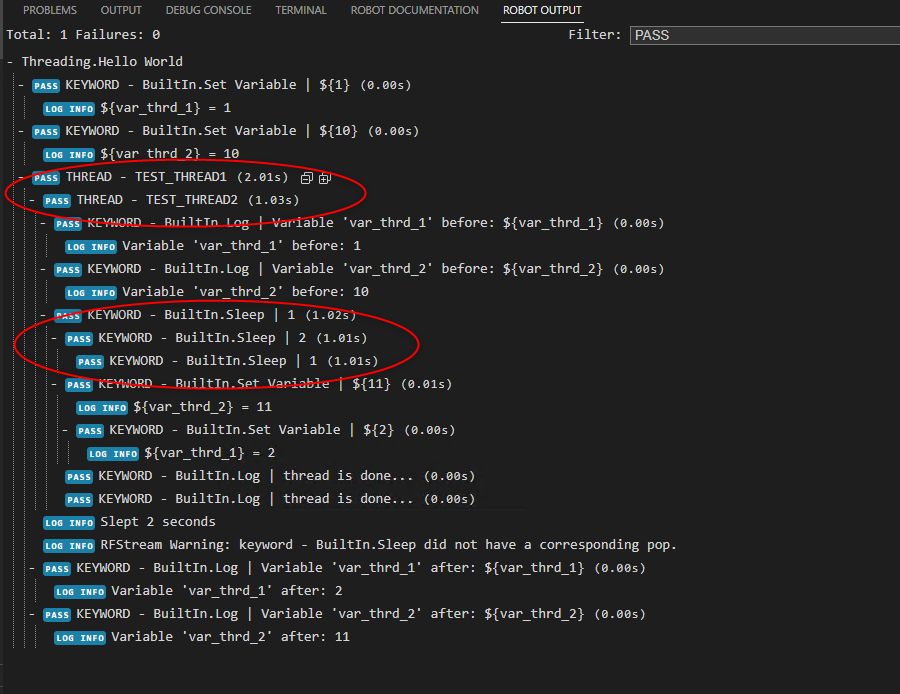 PROBLEMS OUTPUT DEBUG CONSOLE TERMINAL ROBOT DOCUMENTATION ROBOT OUTPUT
Total: 1 Failures: 0 Filter: PASS
- Threading.Hello World
- PASS KEYWORD - BuiltIn.Set Variable | ${1} (0.00s)
LOG INFO ${var_thrd_1} = 1
- PASS KEYWORD - BuiltIn.Set Variable | ${10} (0.00s)
LOG INFO ${var_thrd_2} = 10
- PASS THREAD - TEST_THREAD1 (2.01s)
- PASS THREAD - TEST_THREAD2 (1.03s)
- PASS KEYWORD - BuiltIn.Log | Variable 'var_thrd_1' before: ${var_thrd_1} (0.00s)
LOG INFO Variable 'var_thrd_1' before: 1
- PASS KEYWORD - BuiltIn.Log | Variable 'var_thrd_2' before: ${var_thrd_2} (0.00s)
LOG INFO Variable 'var_thrd_2' before: 10
- PASS KEYWORD - BuiltIn.Sleep | 1 (1.02s)
- PASS KEYWORD - BuiltIn.Sleep | 2 (1.01s)
PASS KEYWORD - BuiltIn.Sleep | 1 (1.01s)
- PASS KEYWORD - BuiltIn.Set Variable | ${11} (0.01s)
LOG INFO ${var_thrd_2} = 11
- PASS KEYWORD - BuiltIn.Set Variable | ${2} (0.00s)
LOG INFO ${var_thrd_1} = 2
PASS KEYWORD - BuiltIn.Log | thread is done... (0.00s)
PASS KEYWORD - BuiltIn.Log | thread is done... (0.00s)
LOG INFO Slept 2 seconds
LOG INFO RFStream Warning: keyword - BuiltIn.Sleep did not have a corresponding pop.
- PASS KEYWORD - BuiltIn.Log | Variable 'var_thrd_1' after: ${var_thrd_1} (0.00s)
LOG INFO Variable 'var_thrd_1' after: 2
- PASS KEYWORD - BuiltIn.Log | Variable 'var_thrd_2' after: ${var_thrd_2} (0.00s)
LOG INFO Variable 'var_thrd_2' after: 11